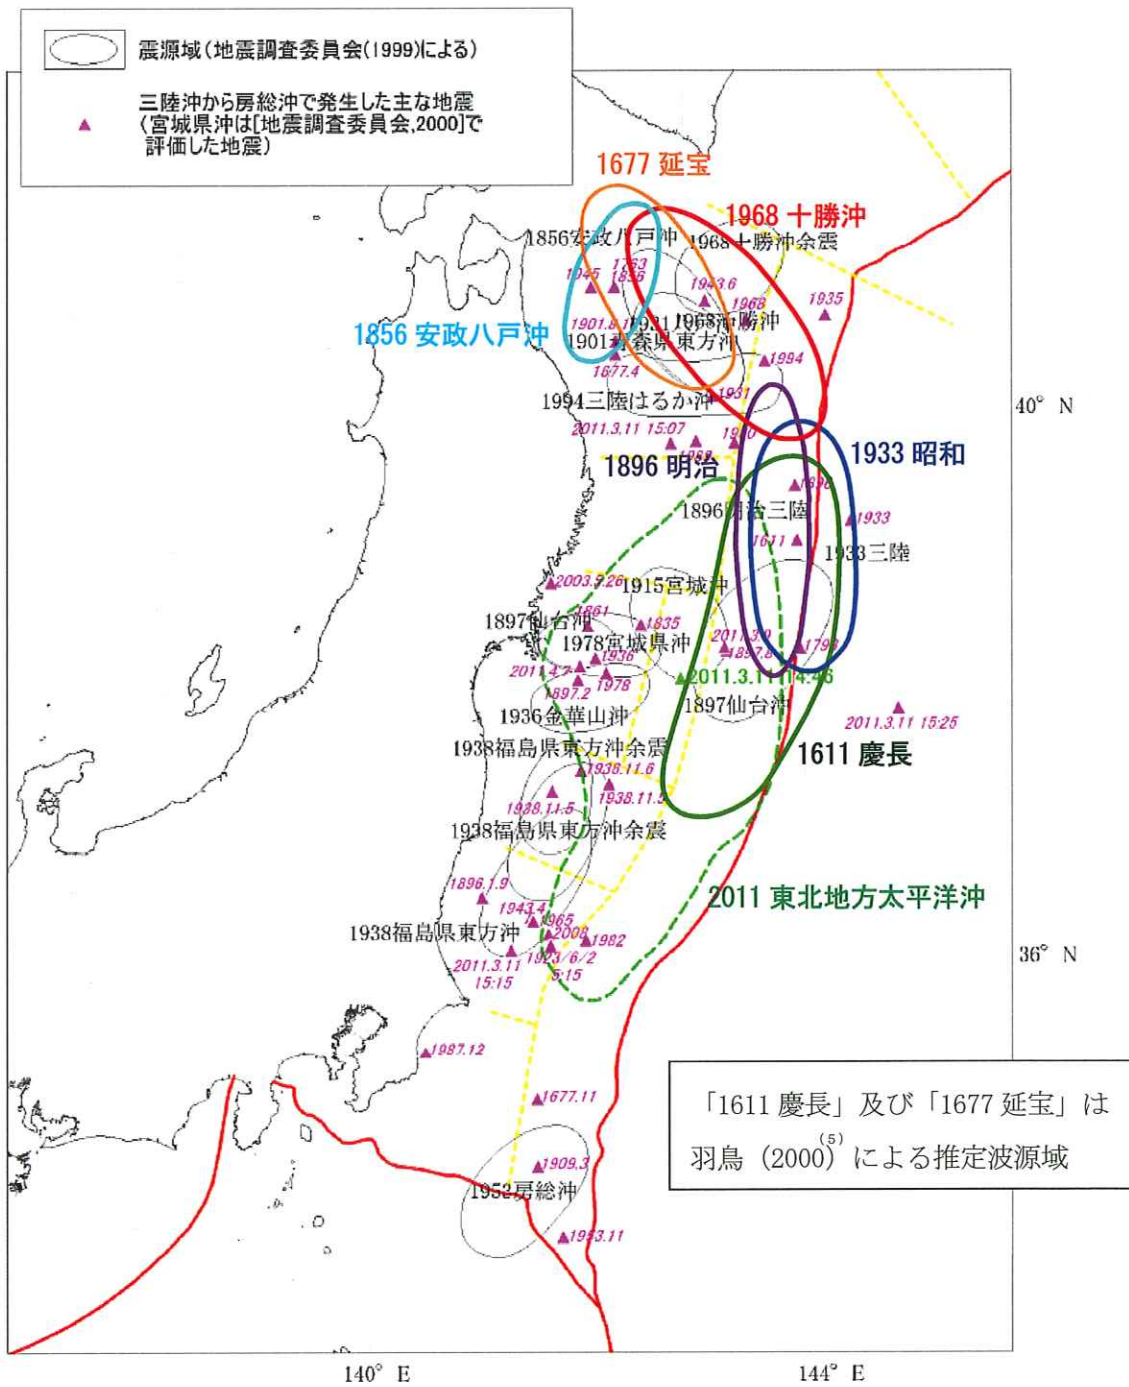 震源域(地震調査委員会(1999)による)
三陸沖から房総沖で発生した主な地震
(宮城県沖は[地震調査委員会,2000]で
評価した地震)
1677 延宝
1968 十勝沖
1856安政八戸沖
1968十勝沖余震
1763
1945
1856
1943.6
1968
1935
1856 安政八戸沖
1968十勝沖
1901青森県東方沖
1677.4
1994
1931
1994三陸はるか沖
40° N
2011.3.11 15:07
1933 昭和
1896 明治
1896
1896明治三陸
1933
1611
1933三陸
2003.5.26
1915宮城沖
1861
1897仙台沖
1835
1978宮城県沖
2011.3.9
1897.8
1793
1936
2011.4.7
1978
2011.3.11 14:46
1897.2
1897仙台沖
1936金華山沖
2011.3.11 15:25
1938福島県東方沖余震
1611 慶長
1938.11.6
1938.11.5
1938.11.5
1938福島県東方沖余震
1896.1.9
2011 東北地方太平洋沖
1943.4
1965
1938福島県東方沖
2008
1982
2011.3.11
15:15
1923/6/2
5:15
36° N
1987.12
1677.11
「1611 慶長」及び「1677 延宝」は
羽鳥 (2000)(5) による推定波源域
1909.3
1953.11
140° E
144° E